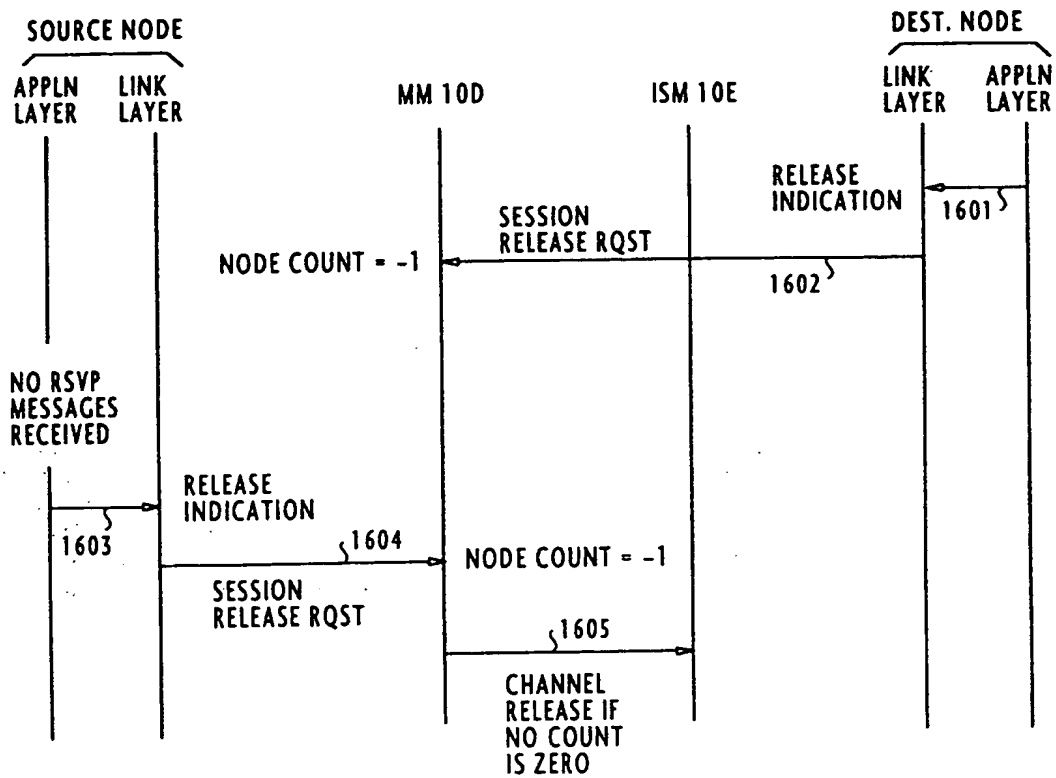 SOURCE NODE
DEST. NODE
APPLN
LAYER
LINK
LAYER
MM 10D
ISM 10E
LINK
LAYER
APPLN
LAYER
RELEASE
INDICATION
1601
SESSION
RELEASE RQST
NODE COUNT = -1
1602
NO RSVP
MESSAGES
RECEIVED
RELEASE
INDICATION
1603
1604
NODE COUNT = -1
SESSION
RELEASE RQST
1605
CHANNEL
RELEASE IF
NO COUNT
IS ZERO